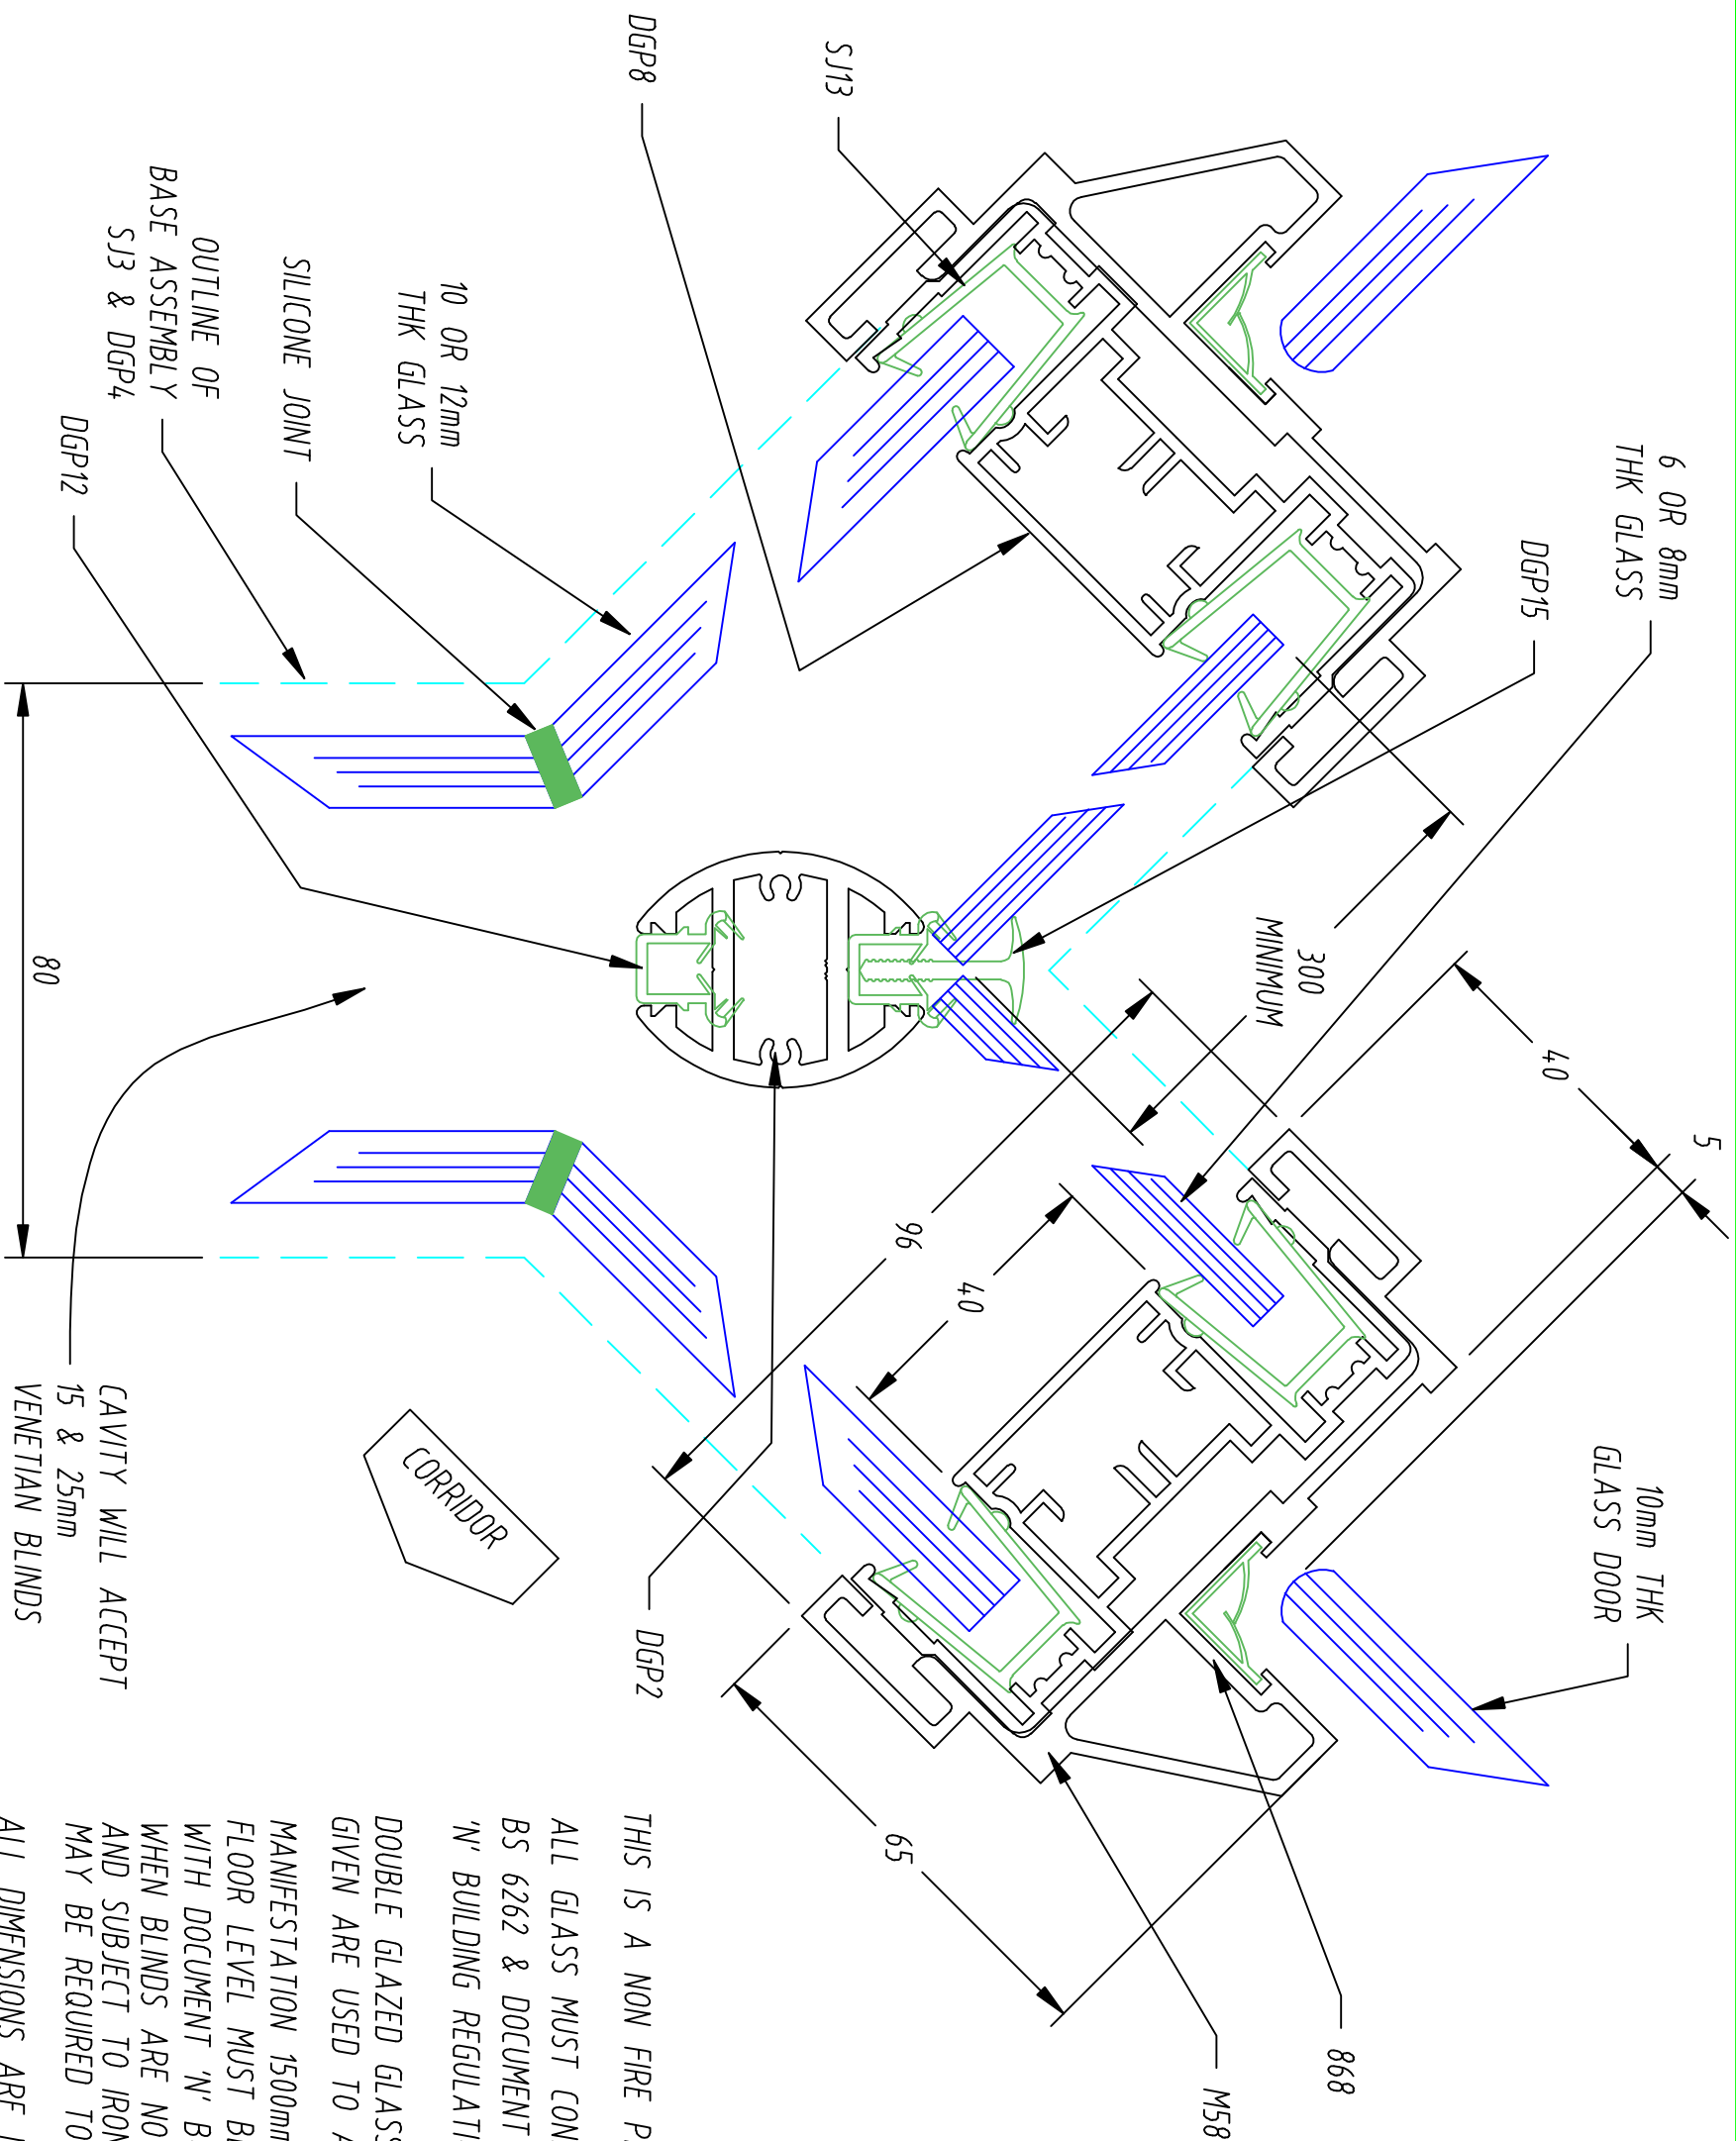 DGP8
SJ13
6 OR 8mm
THK GLASS
DGP15
10 OR 12mm
THK GLASS
SILICONE JOINT
OUTLINE OF
BASE ASSEMBLY
SJ3 & DGP4
DGP12
300
MINIMUM
40
5
96
40
80
10mm THK
GLASS DOOR
CORRIDOR
CAVITY WILL ACCEPT
15 & 25mm
VENETIAN BLINDS
DGP2
65
868
M58
THIS IS A NON FIRE
ALL GLASS MUST
BS 6262 & DOCUMENT
'N' BUILDING
DOUBLE GLAZED
GIVEN ARE USED TO
MANIFESTATION 1500mm
FLOOR LEVEL MUST
WITH DOCUMENT 'N'
WHEN BLINDS ARE
AND SUBJECT TO
MAY BE REQUIRED TO
ALL DIMENSIONS ARE